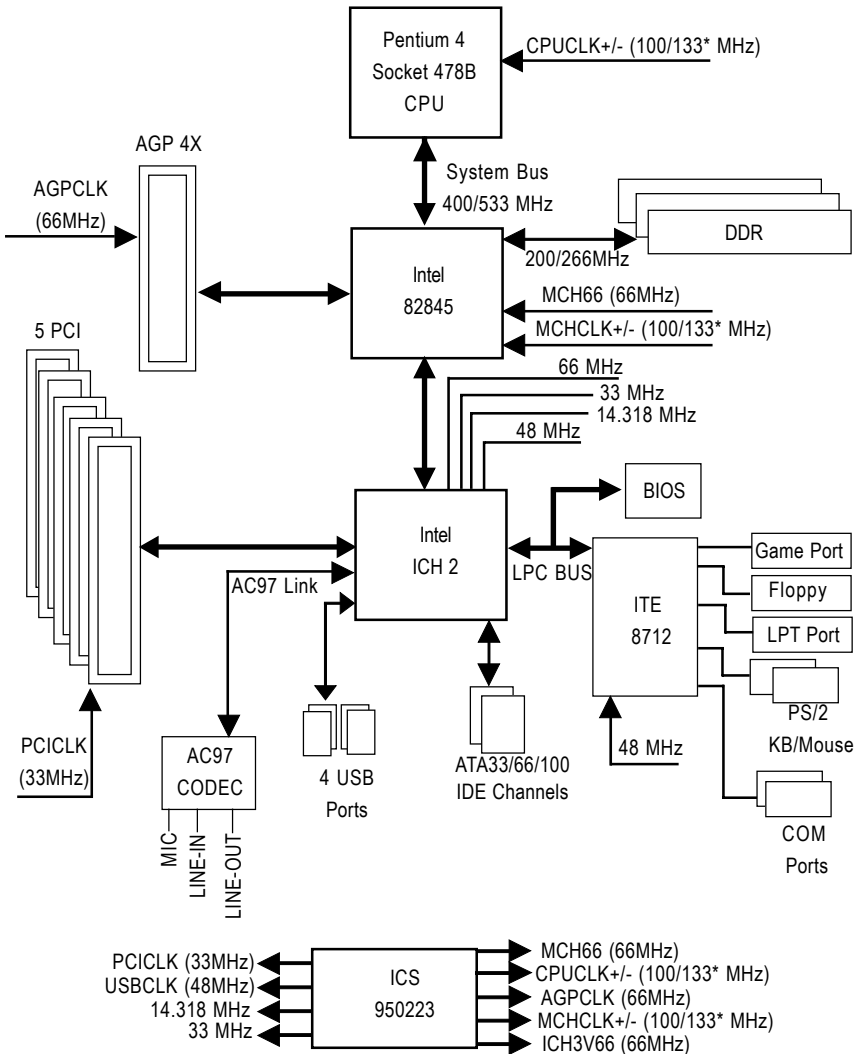 Pentium 4
Socket 478B
CPU
CPUCLK+/- (100/133* MHz)
AGP 4X
System Bus
400/533 MHz
AGPCLK
(66MHz)
DDR
200/266MHz
Intel
82845
MCH66 (66MHz)
MCHCLK+/- (100/133* MHz)
5 PCI
66 MHz
33 MHz
14.318 MHz
48 MHz
BIOS
Intel
ICH 2
LPC BUS
AC97 Link
ITE
8712
Game Port
Floppy
LPT Port
PS/2
KB/Mouse
48 MHz
PCICLK
(33MHz)
AC97
CODEC
4 USB
Ports
ATA33/66/100
IDE Channels
COM
Ports
MIC
LINE-IN
LINE-OUT
ICS
950223
PCICLK (33MHz)
USBCLK (48MHz)
14.318 MHz
33 MHz
MCH66 (66MHz)
CPUCLK+/- (100/133* MHz)
AGPCLK (66MHz)
MCHCLK+/- (100/133* MHz)
ICH3V66 (66MHz)